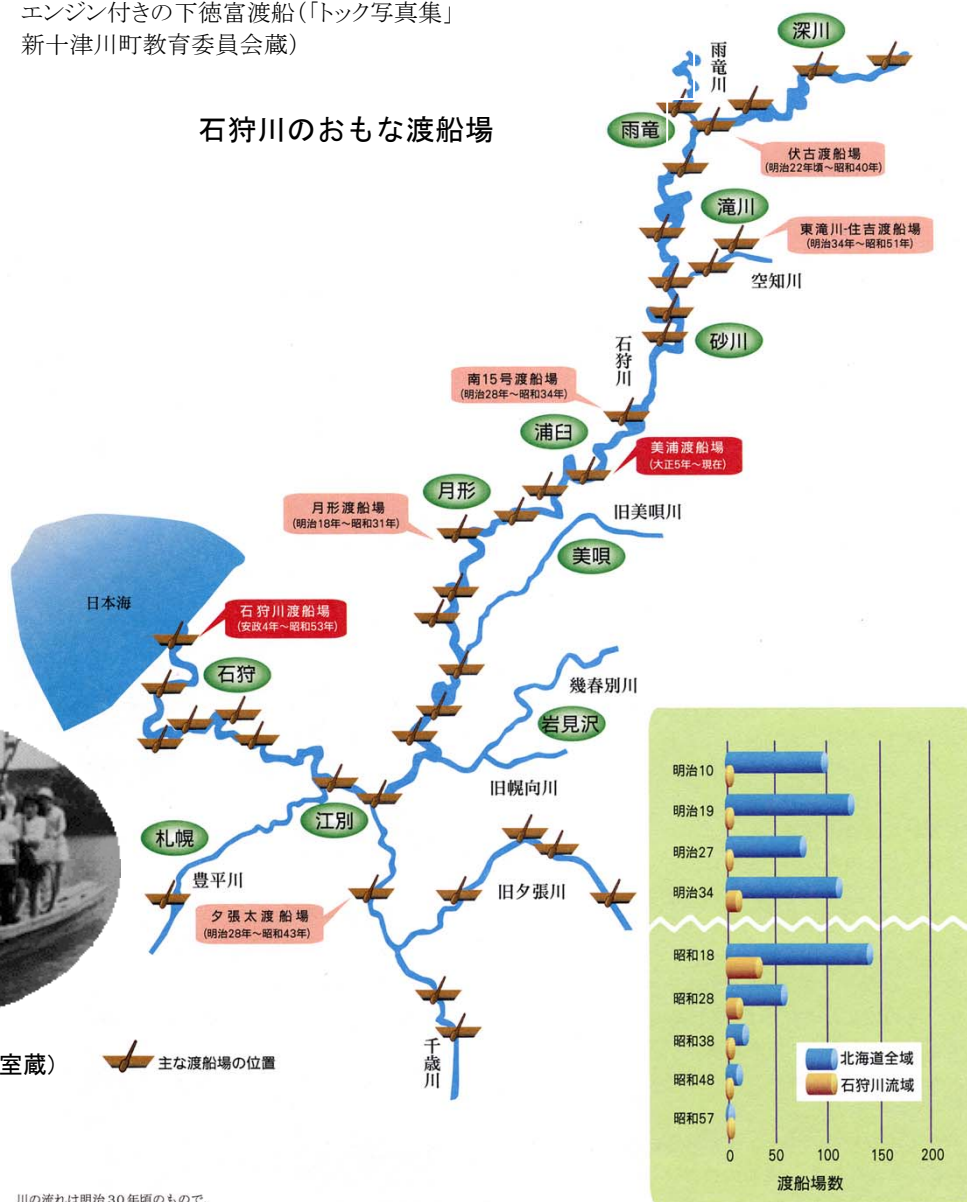 エンジン付きの下徳富渡船(「トック写真集」
新十津川町教育委員会蔵)
石狩川のおもな渡船場
深川
雨竜川
雨竜
伏古渡船場
(明治22年頃～昭和40年)
滝川
東滝川-住吉渡船場
(明治34年～昭和51年)
空知川
砂川
石狩川
南15号渡船場
(明治28年～昭和34年)
浦臼
美浦渡船場
(大正5年～現在)
月形
月形渡船場
(明治18年～昭和31年)
旧美唄川
美唄
日本海
石狩川渡船場
(安政4年～昭和53年)
石狩
幾春別川
岩見沢
旧幌向川
江別
札幌
豊平川
旧夕張川
夕張太渡船場
(明治28年～昭和43年)
千歳川
室蔵)
主な渡船場の位置
明治10
明治19
明治27
明治34
昭和18
昭和28
昭和38
昭和48
昭和57
北海道全域
石狩川流域
0 50 100 150 200
渡船場数
川の流れは明治30年頃のもので